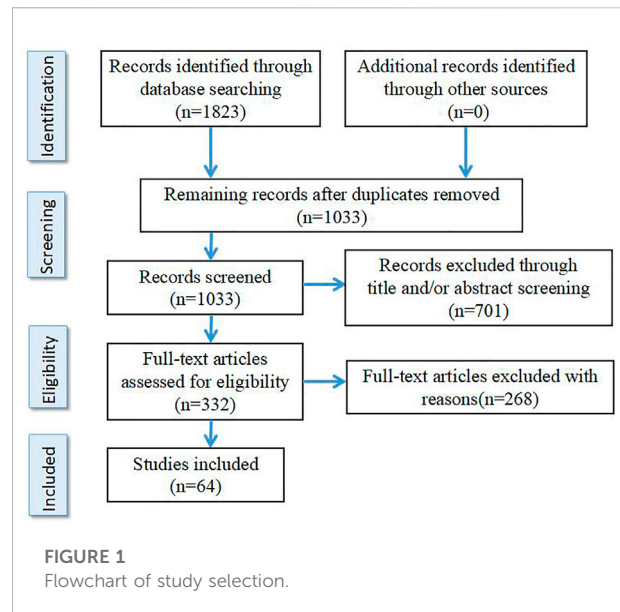 Identification
Records identified through
database searching
(n=1823)
Additional records identified
through other sources
(n=0)
Screening
Remaining records after duplicates removed
(n=1033)
Records screened
(n=1033)
Records excluded through
title and/or abstract screening
(n=701)
Eligibility
Full-text articles
assessed for eligibility
(n=332)
Full-text articles excluded with
reasons(n=268)
Included
Studies included
(n=64)
FIGURE 1
Flowchart of study selection.